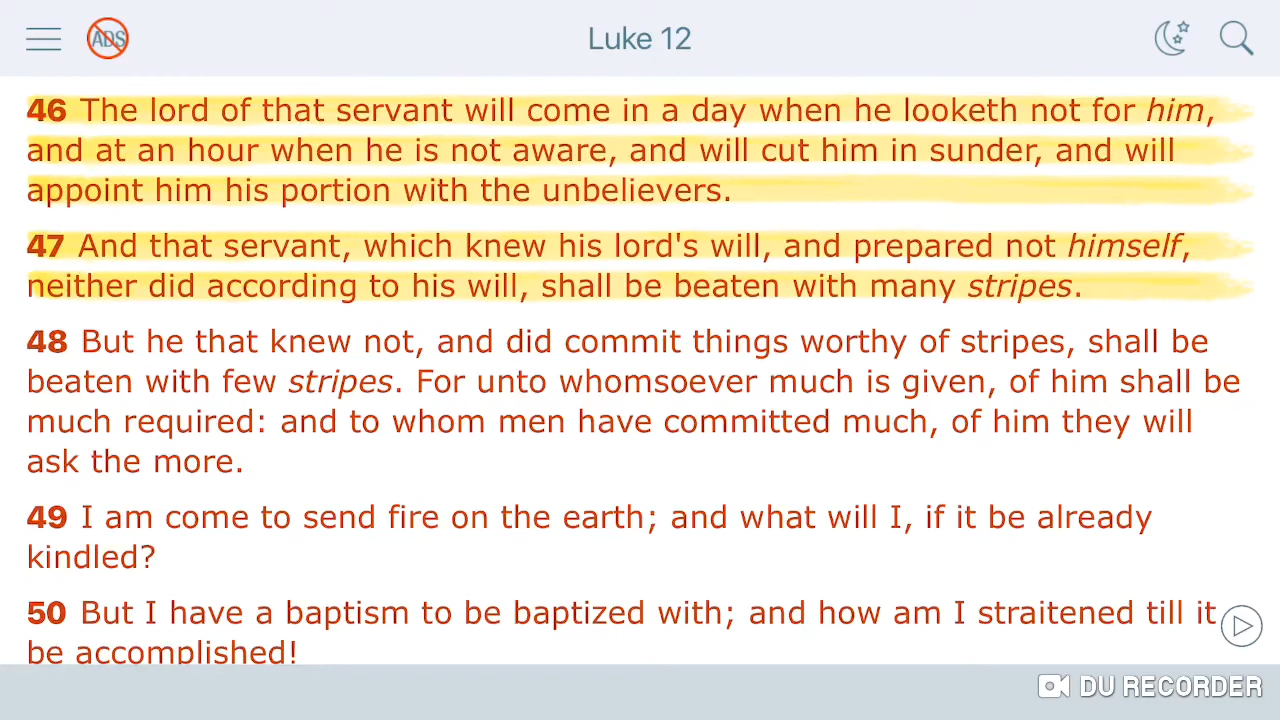 ADS
Luke 12
46 The lord of that servant will come in a day when he looketh not for him,
and at an hour when he is not aware, and will cut him in sunder, and will
appoint him his portion with the unbelievers.
47 And that servant, which knew his lord's will, and prepared not himself,
neither did according to his will, shall be beaten with many stripes.
48 But he that knew not, and did commit things worthy of stripes, shall be
beaten with few stripes. For unto whomsoever much is given, of him shall be
much required: and to whom men have committed much, of him they will
ask the more.
49 I am come to send fire on the earth; and what will I, if it be already
kindled?
50 But I have a baptism to be baptized with; and how am I straitened till it
be accomplished!
DU RECORDER